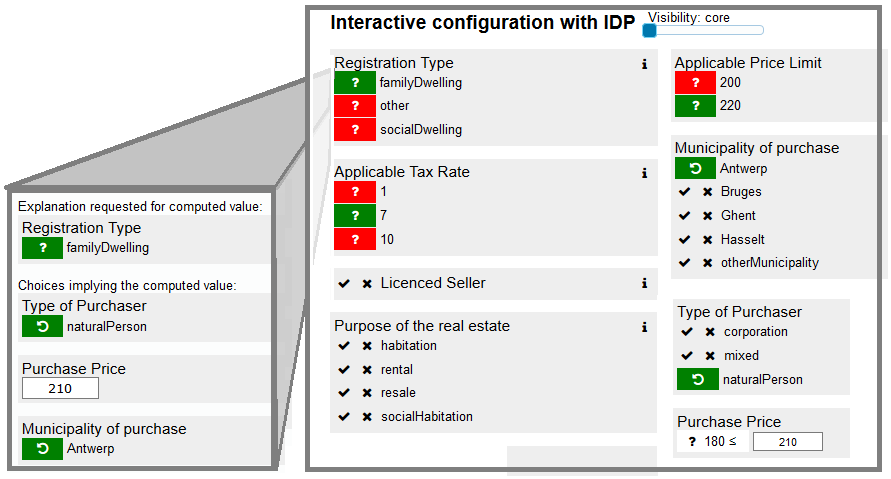 Interactive configuration with IDP
Visibility: core
Registration Type i
? familyDwelling
? other
? socialDwelling
Applicable Tax Rate i
? 1
? 7
? 10
✓ ✖ Licenced Seller i
Purpose of the real estate i
✓ ✖ habitation
✓ ✖ rental
✓ ✖ resale
✓ ✖ socialHabitation
Applicable Price Limit
? 200
? 220
Municipality of purchase
Antwerp
✓ ✖ Bruges
✓ ✖ Ghent
✓ ✖ Hasselt
✓ ✖ otherMunicipality
Type of Purchaser
✓ ✖ corporation
✓ ✖ mixed
naturalPerson
Purchase Price
? 180 ≤ 210
Explanation requested for computed value:
Registration Type
? familyDwelling
Choices implying the computed value:
Type of Purchaser
naturalPerson
Purchase Price
210
Municipality of purchase
Antwerp